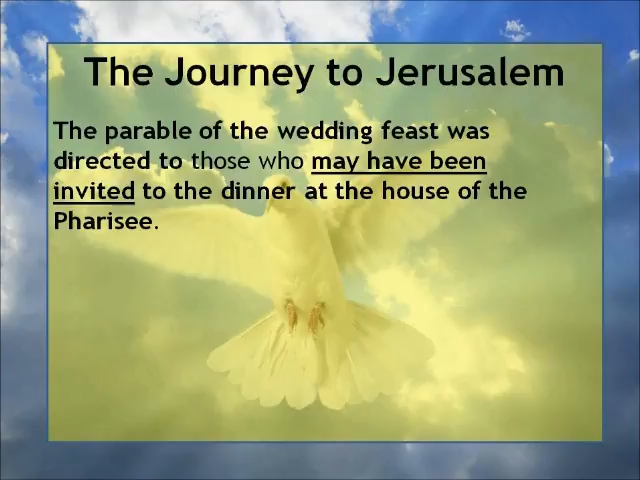 The Journey to Jerusalem
The parable of the wedding feast was
directed to those who may have been
invited to the dinner at the house of the
Pharisee.